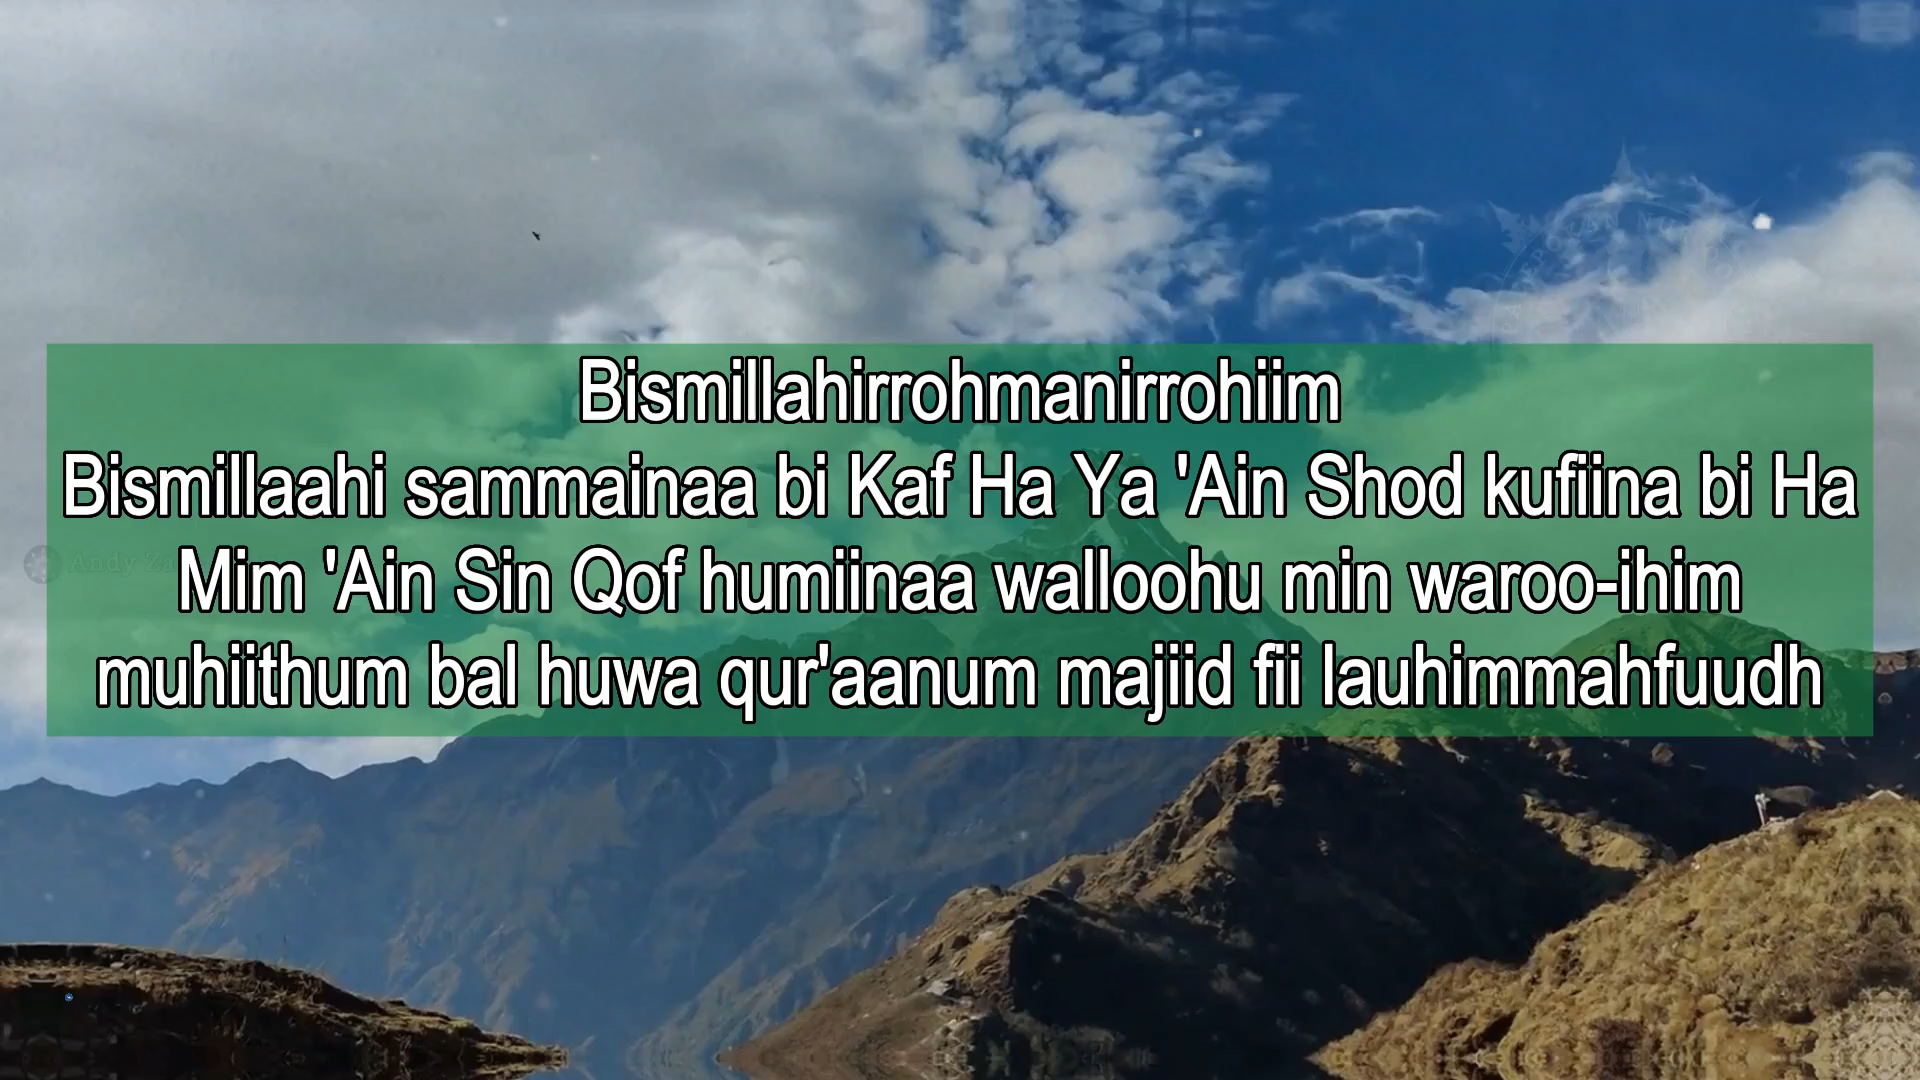 Bismillahirrohmanirrohiim
Bismillaahi sammainaa bi Kaf Ha Ya 'Ain Shod kufiina bi Ha
Mim 'Ain Sin Qof humiinaa walloohu min waroo-ihim
muhiithum bal huwa qur'aanum majiid fii lauhimmahfuudh
Andy